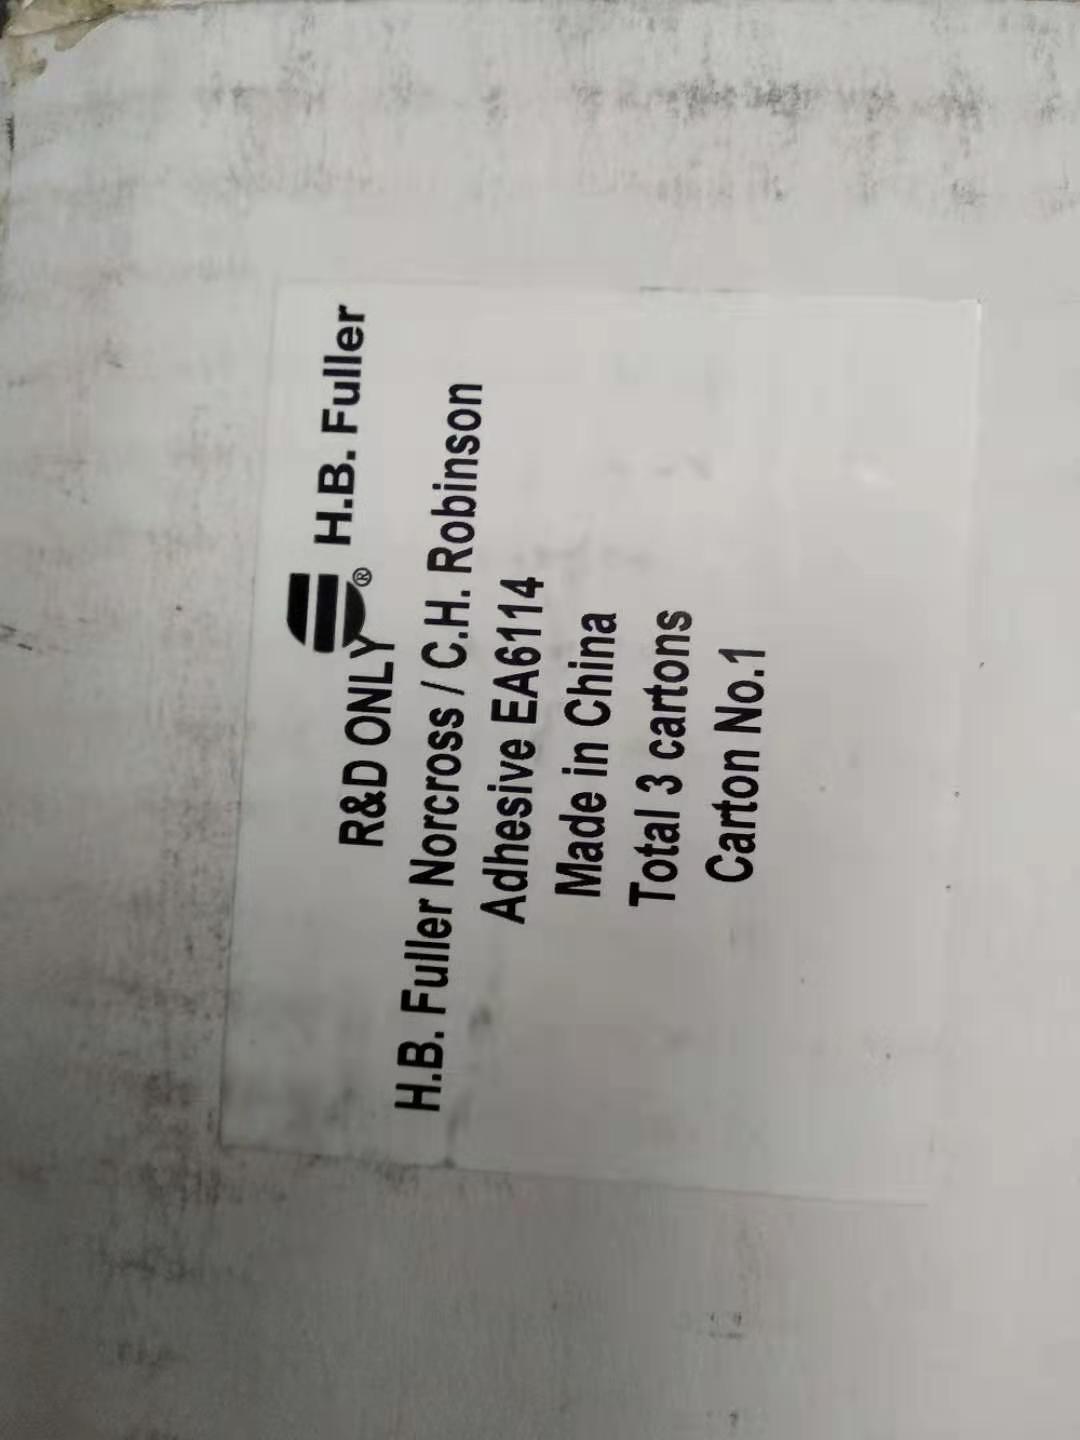 H.B. Fuller
®
R&D ONLY
H.B. Fuller Norcross / C.H. Robinson
Adhesive EA6114
Made in China
Total 3 cartons
Carton No.1